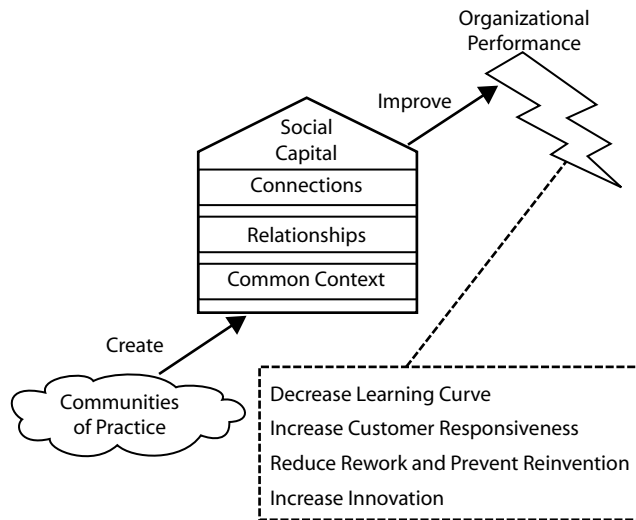 Organizational
Performance
Improve
Social
Capital
Connections
Relationships
Common Context
Create
Communities
of Practice
Decrease Learning Curve
Increase Customer Responsiveness
Reduce Rework and Prevent Reinvention
Increase Innovation